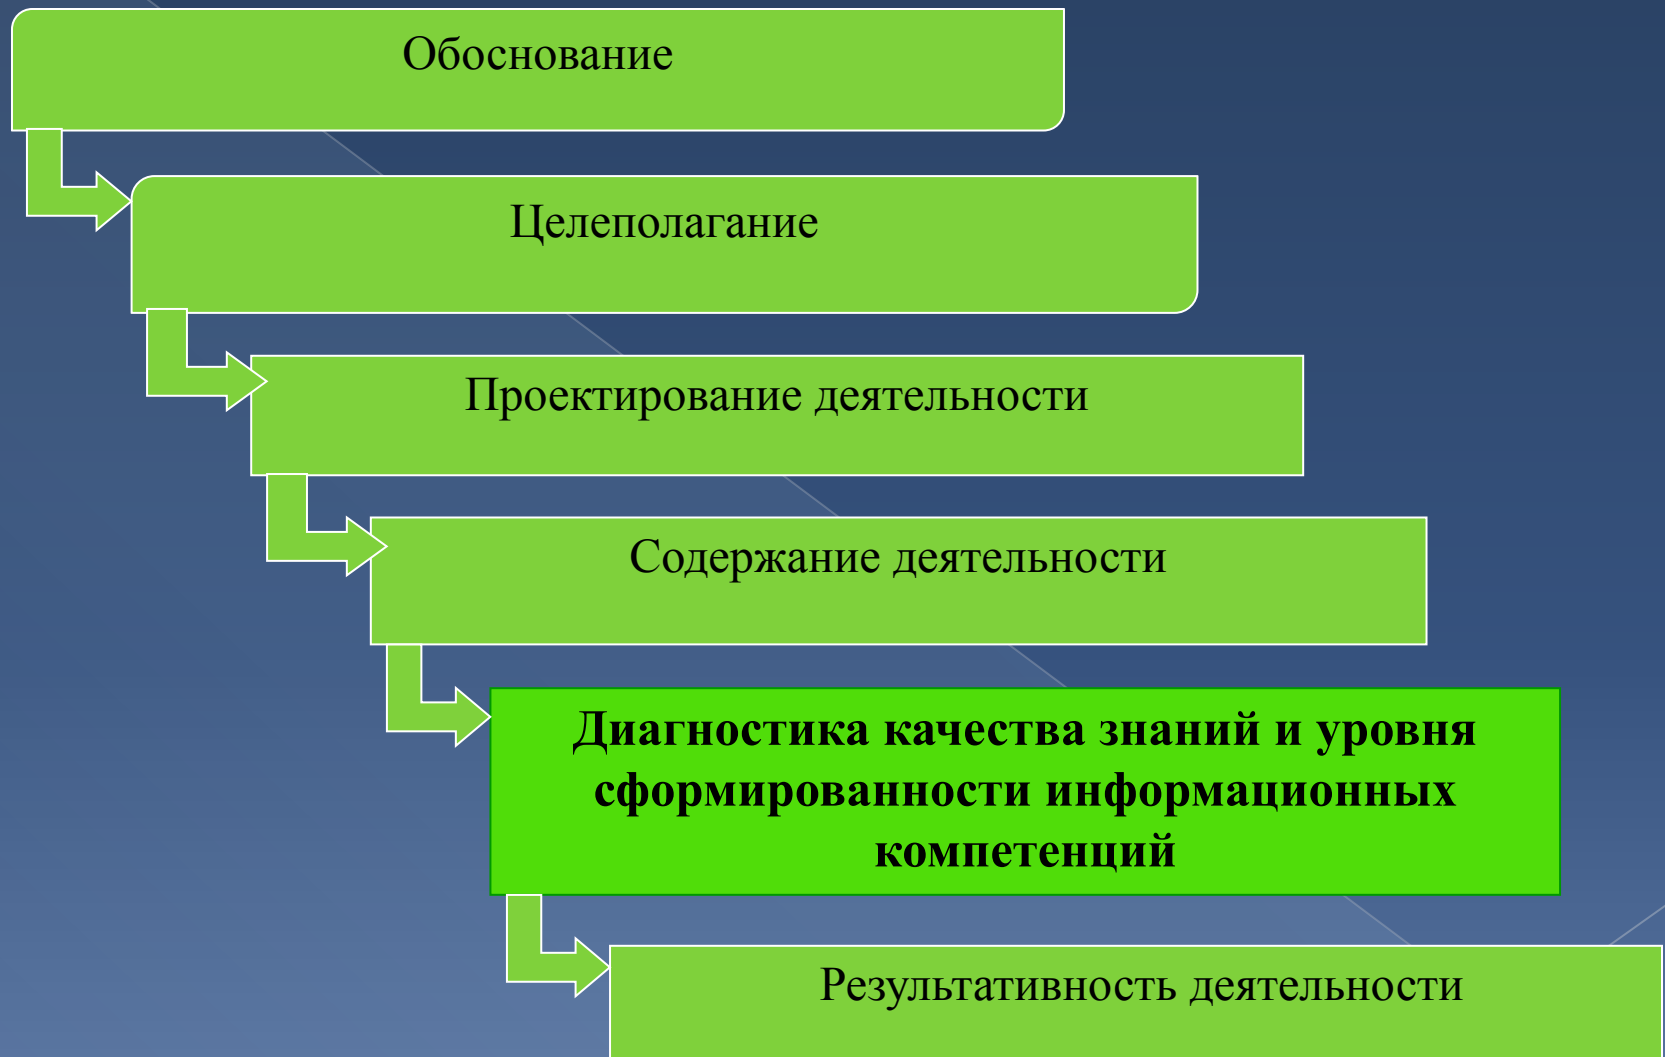 Обоснование
Целеполагание
Проектирование деятельности
Содержание деятельности
Диагностика качества знаний и уровня
сформированности информационных
компетенций
Результативность деятельности